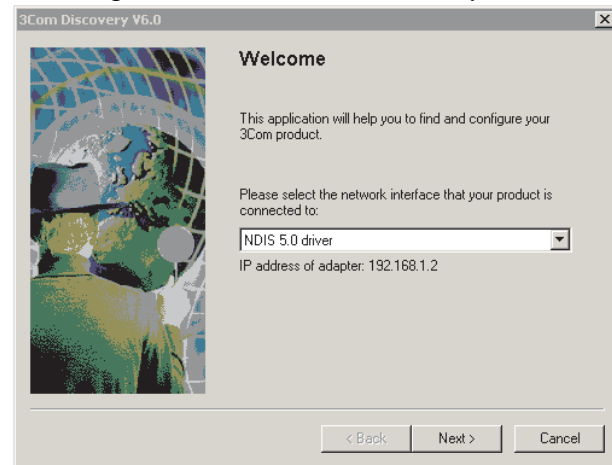 3Com Discovery V6.0
Welcome
This application will help you to find and configure your
3Com product.
Please select the network interface that your product is
connected to:
NDIS 5.0 driver
IP address of adapter: 192.168.1.2
< Back
Next >
Cancel